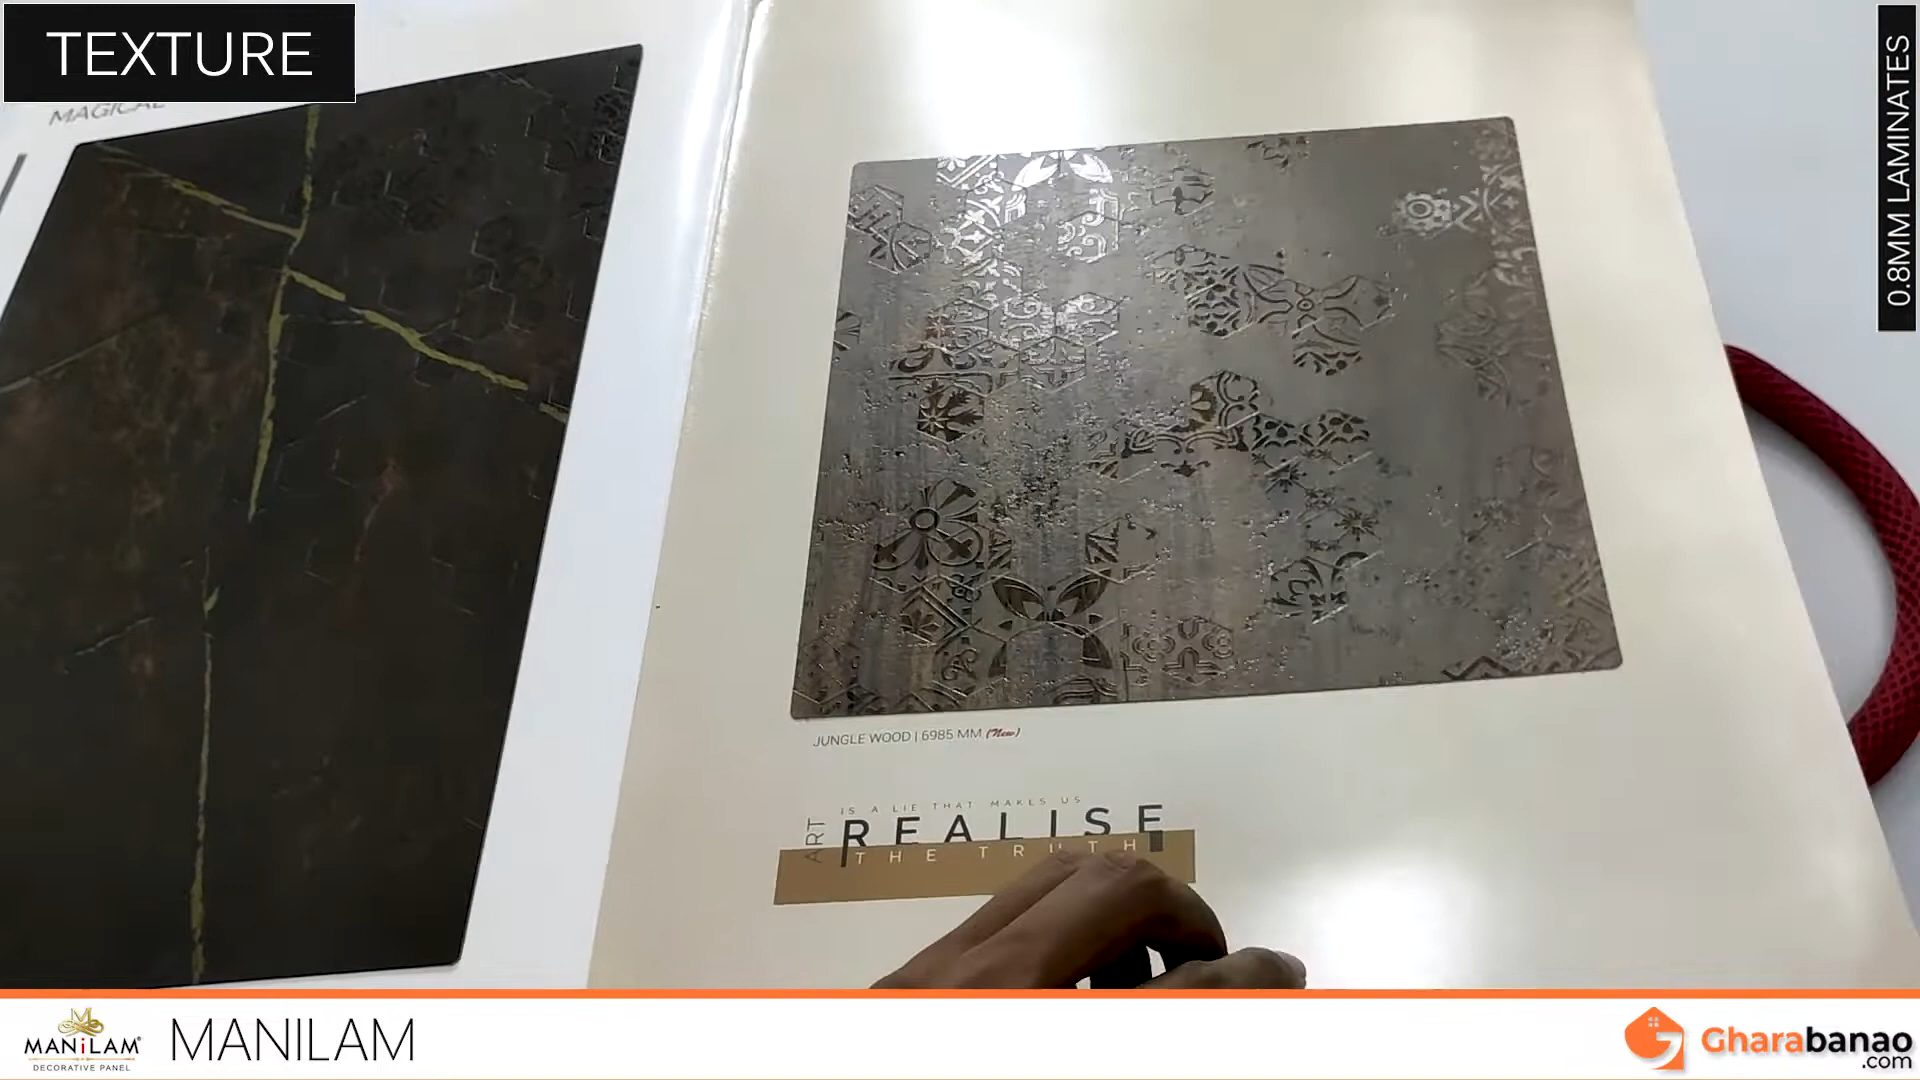 TEXTURE
MAGICAL
0.8MM LAMINATES
JUNGLE WOOD | 6985 MM (New)
ART
IS A LIE THAT MAKES US
REALISE
THE TRUTH
MANiLAM®
DECORATIVE PANEL
MANILAM
Gharabanao
.com